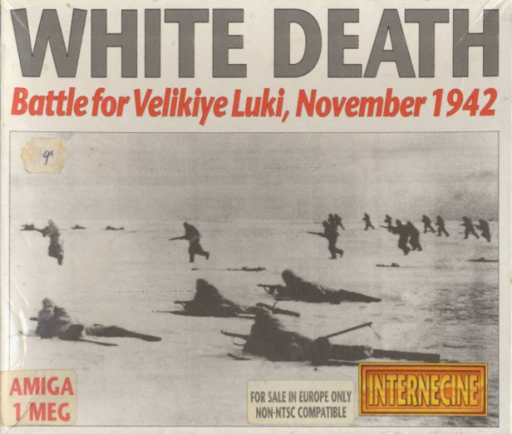 WHITE DEATH
Battle for Velikiye Luki, November 1942
AMIGA
1 MEG
FOR SALE IN EUROPE ONLY
NON-NTSC COMPATIBLE
INTERNECINE